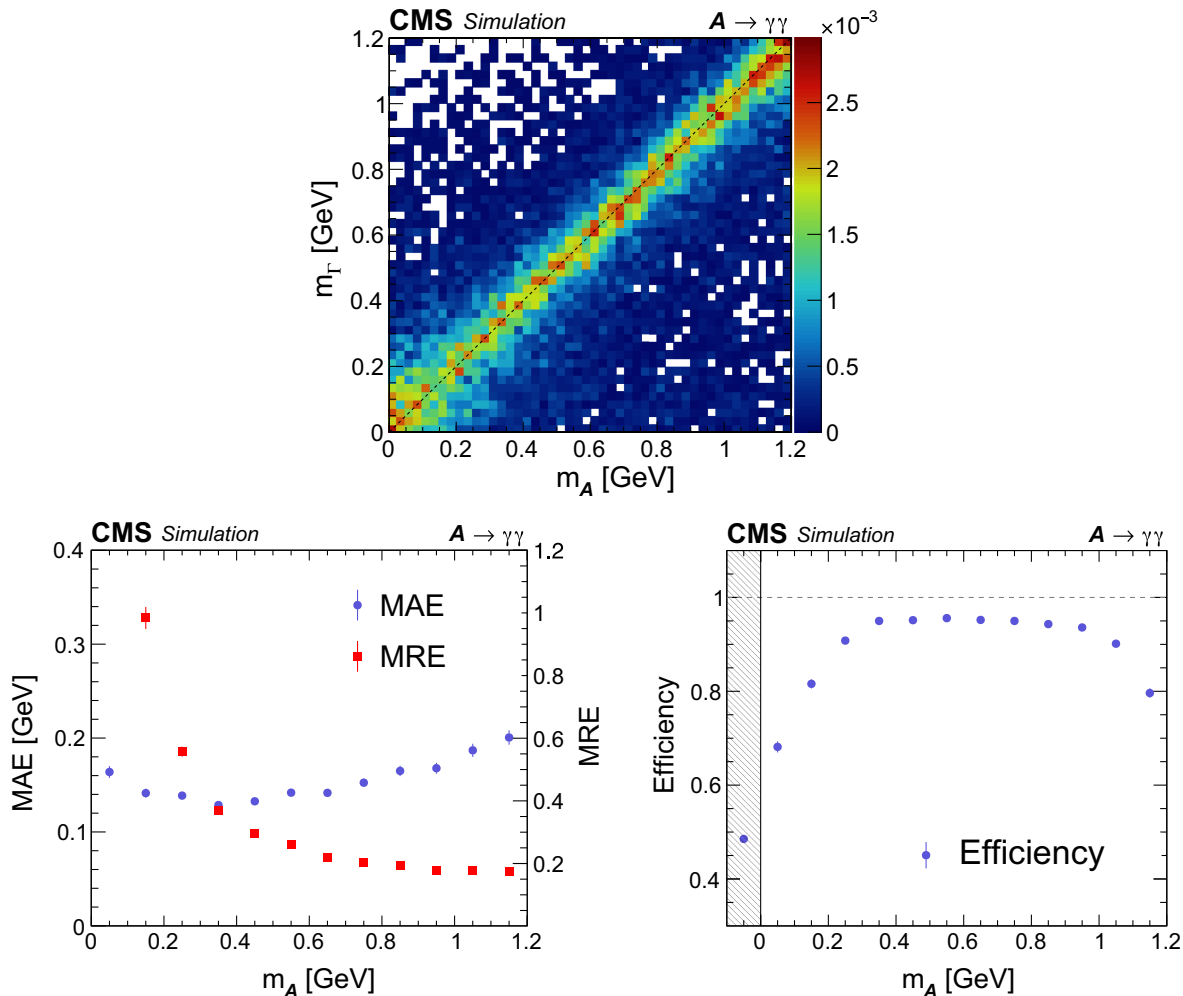 CMS Simulation A → γγ
×10⁻³
1.2
1
0.8
0.6
0.4
0.2
0
m_Γ [GeV]
0 0.2 0.4 0.6 0.8 1 1.2
m_A [GeV]
2.5
2
1.5
1
0.5
0
CMS Simulation A → γγ
0.4
0.3
0.2
0.1
0
MAE [GeV]
MAE
MRE
1.2
1
0.8
0.6
0.4
0.2
MRE
0 0.2 0.4 0.6 0.8 1 1.2
m_A [GeV]
CMS Simulation A → γγ
1
0.8
0.6
0.4
Efficiency
Efficiency
0 0.2 0.4 0.6 0.8 1 1.2
m_A [GeV]